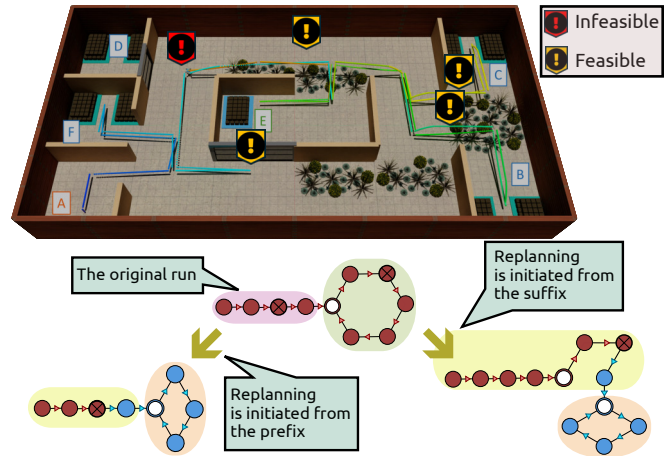 Infeasible
Feasible
D
C
F
E
B
A
The original run
Replanning
is initiated from
the suffix
Replanning
is initiated from
the prefix